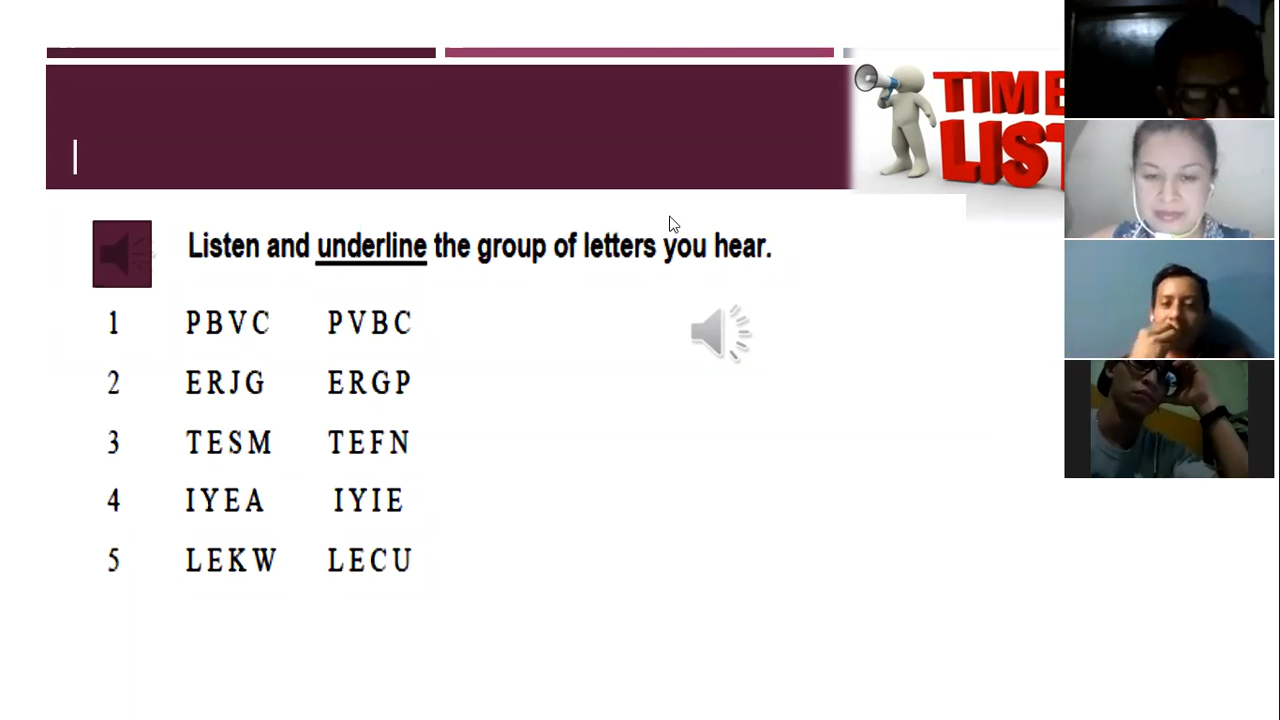 TIME
LIST
Listen and underline the group of letters you hear.
1 PBVC PVBC
2 ERJG ERGP
3 TESM TEFN
4 IYEA IYIE
5 LEKW LECU